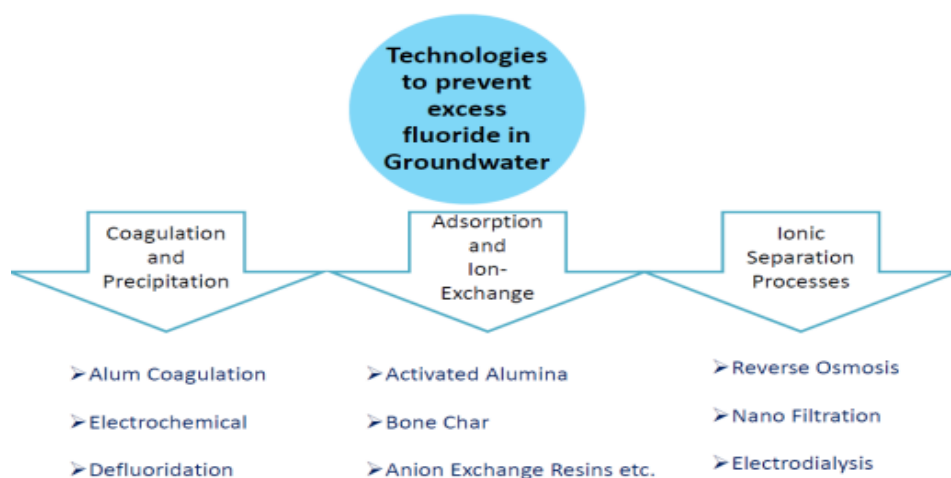 Technologies
to prevent
excess
fluoride in
Groundwater
Coagulation
and
Precipitation
Adsorption
and
Ion-
Exchange
Ionic
Separation
Processes
➢Alum Coagulation
➢Electrochemical
➢Defluoridation
➢Activated Alumina
➢Bone Char
➢Anion Exchange Resins etc.
➢Reverse Osmosis
➢Nano Filtration
➢Electrodialysis